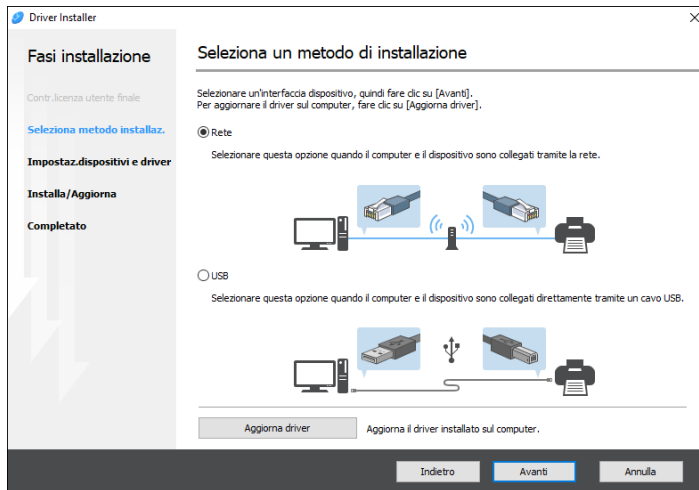 Driver Installer
Fasi installazione
Contr.licenza utente finale
Seleziona metodo installaz.
Impostaz.dispositivi e driver
Installa/Aggiorna
Completato
Seleziona un metodo di installazione
Selezionare un'interfaccia dispositivo, quindi fare clic su [Avanti].
Per aggiornare il driver sul computer, fare clic su [Aggiorna driver].
Rete
Selezionare questa opzione quando il computer e il dispositivo sono collegati tramite la rete.
USB
Selezionare questa opzione quando il computer e il dispositivo sono collegati direttamente tramite un cavo USB.
Aggiorna driver
Aggiorna il driver installato sul computer.
Indietro
Avanti
Annulla